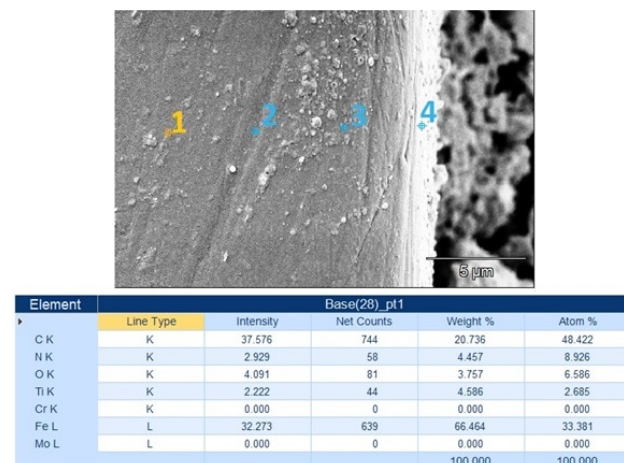 1 2 3 4
5 µm
Element Base(28)_pt1
Line Type Intensity Net Counts Weight % Atom %
C K K 37.576 744 20.736 48.422
N K K 2.929 58 4.457 8.926
O K K 4.091 81 3.757 6.586
Ti K K 2.222 44 4.586 2.685
Cr K K 0.000 0 0.000 0.000
Fe L L 32.273 639 66.464 33.381
Mo L L 0.000 0 0.000 0.000
100.000 100.000